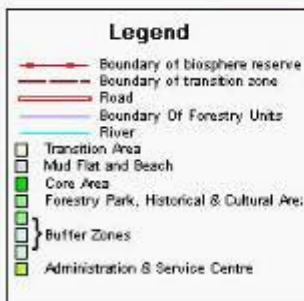 Legend
Boundary of biosphere reserve
Boundary of transition zone
Road
Boundary Of Forestry Units
River
Transition Area
Mud Flat and Beach
Core Area
Forestry Park, Historical & Cultural Area
Buffer Zones
Administration & Service Centre